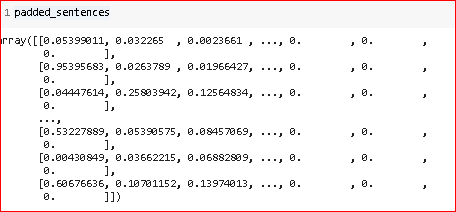 1 padded_sentences
rray([[0.05399011, 0.032265  , 0.0023661 , ..., 0.        , 0.        ,
        0.        ],
       [0.95395683, 0.0263789 , 0.01966427, ..., 0.        , 0.        ,
        0.        ],
       [0.04447614, 0.25803942, 0.12564834, ..., 0.        , 0.        ,
        0.        ],
       ...,
       [0.53227889, 0.05390575, 0.08457069, ..., 0.        , 0.        ,
        0.        ],
       [0.00430849, 0.03662215, 0.06882809, ..., 0.        , 0.        ,
        0.        ],
       [0.60676636, 0.10701152, 0.13974013, ..., 0.        , 0.        ,
        0.        ]])